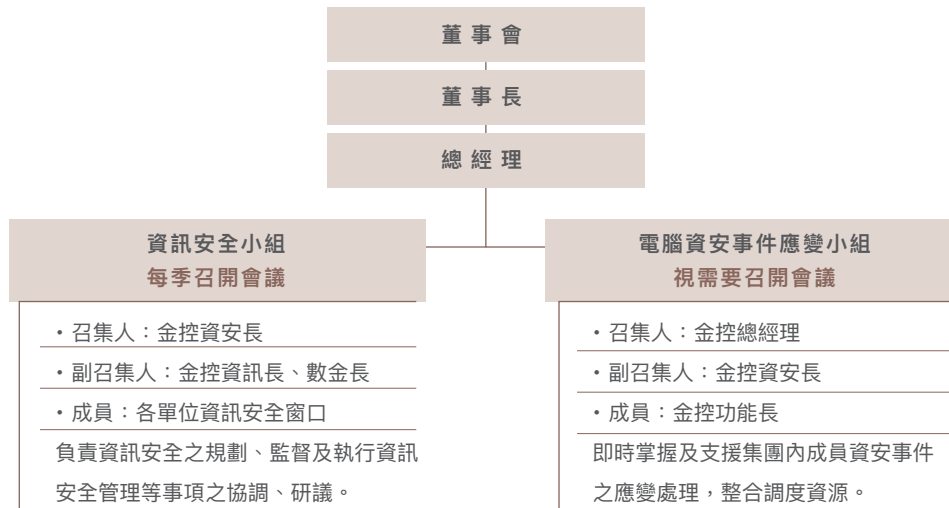 董事會
董事長
總經理
資訊安全小組
每季召開會議
・召集人：金控資安長
・副召集人：金控資訊長、數金長
・成員：各單位資訊安全窗口
負責資訊安全之規劃、監督及執行資訊
安全管理等事項之協調、研議。
電腦資安事件應變小組
視需要召開會議
・召集人：金控總經理
・副召集人：金控資安長
・成員：金控功能長
即時掌握及支援集團內成員資安事件
之應變處理，整合調度資源。